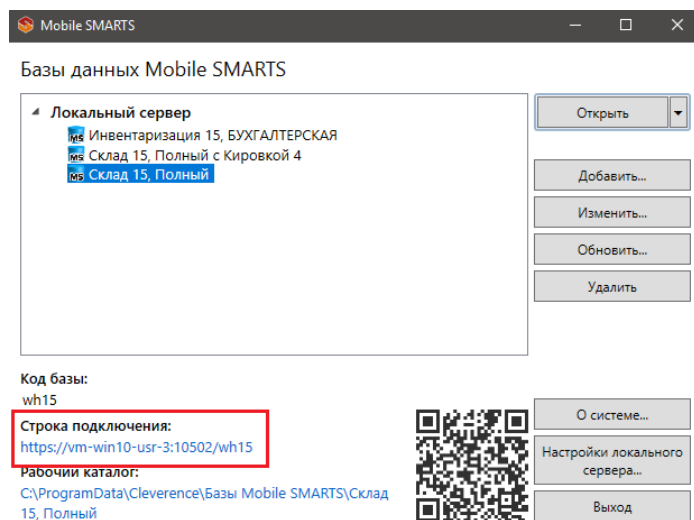 Mobile SMARTS
Базы данных Mobile SMARTS
Локальный сервер
Инвентаризация 15, БУХГАЛТЕРСКАЯ
Склад 15, Полный с Кировкой 4
Склад 15, Полный
Открыть
Добавить...
Изменить...
Обновить...
Удалить
Код базы:
wh15
Строка подключения:
https://vm-win10-usr-3:10502/wh15
Рабочий каталог:
C:\ProgramData\Cleverence\Базы Mobile SMARTS\Склад
15, Полный
О системе...
Настройки локального
сервера...
Выход